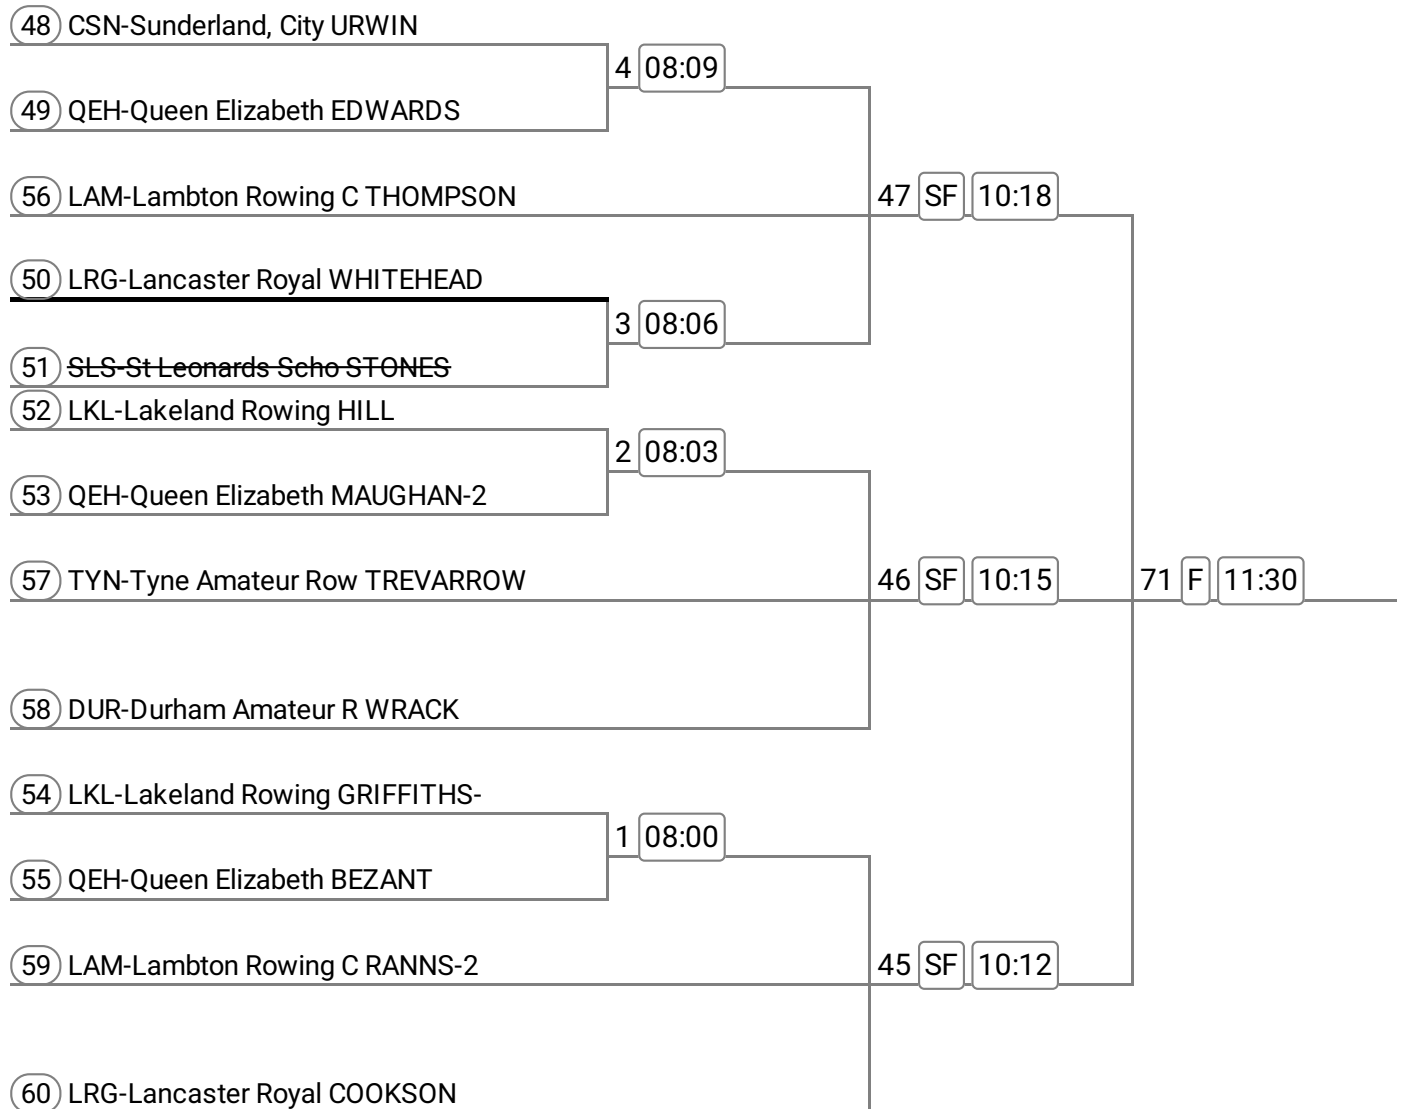 48 CSN-Sunderland, City URWIN
4 08:09
49 QEH-Queen Elizabeth EDWARDS
56 LAM-Lambton Rowing C THOMPSON
47 SF 10:18
50 LRG-Lancaster Royal WHITEHEAD
3 08:06
51 SLS-St Leonards Scho STONES
52 LKL-Lakeland Rowing HILL
2 08:03
53 QEH-Queen Elizabeth MAUGHAN-2
57 TYN-Tyne Amateur Row TREVARROW
46 SF 10:15
71 F 11:30
58 DUR-Durham Amateur R WRACK
54 LKL-Lakeland Rowing GRIFFITHS-
1 08:00
55 QEH-Queen Elizabeth BEZANT
59 LAM-Lambton Rowing C RANNS-2
45 SF 10:12
60 LRG-Lancaster Royal COOKSON